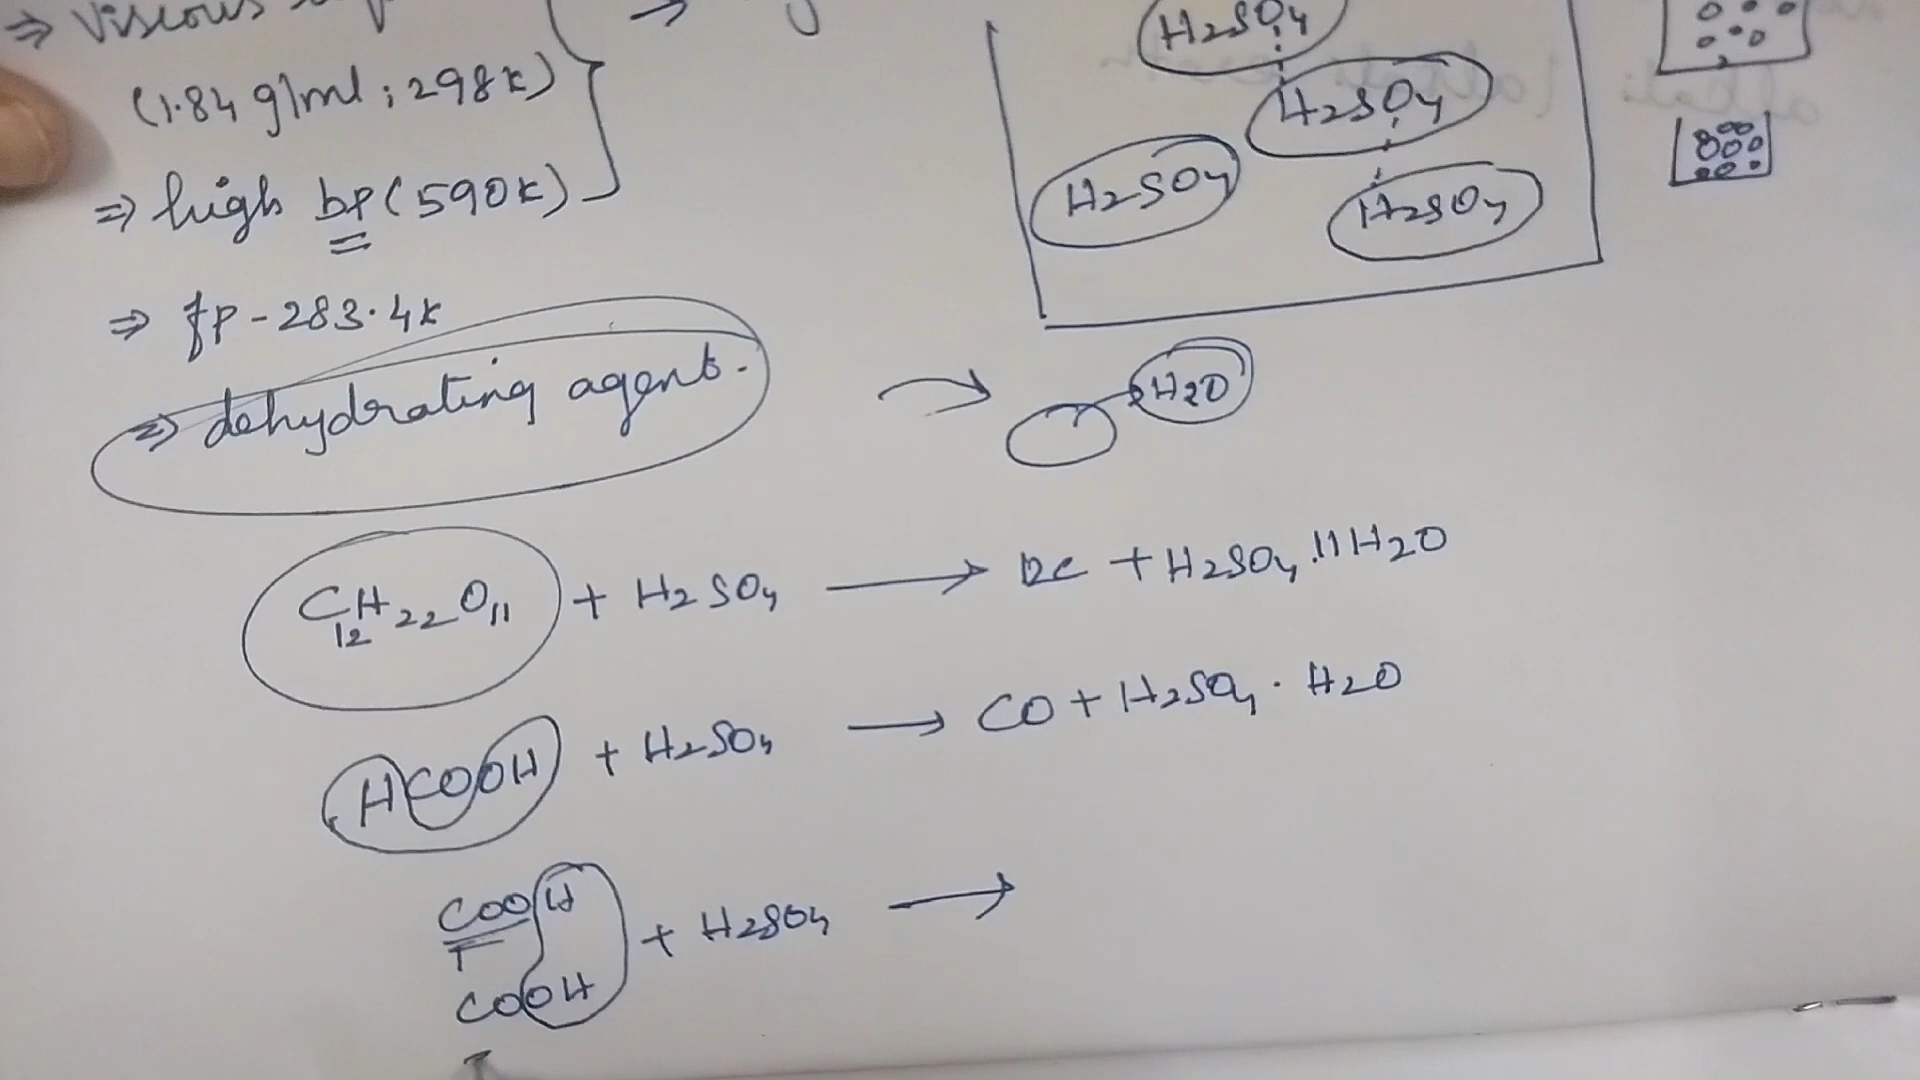 ⇒ Viscous
(1.84 g/ml ; 298K)
⇒ high bp (590K)
⇒ fp - 283.4K
⇒ dehydrating agent.
H2SO4
H2SO4
H2SO4
H2SO4
H2O
C12H22O11 + H2SO4 → 12C + H2SO4 .11H2O
HCOOH + H2SO4 → CO + H2SO4 . H2O
COOH
COOH + H2SO4 →